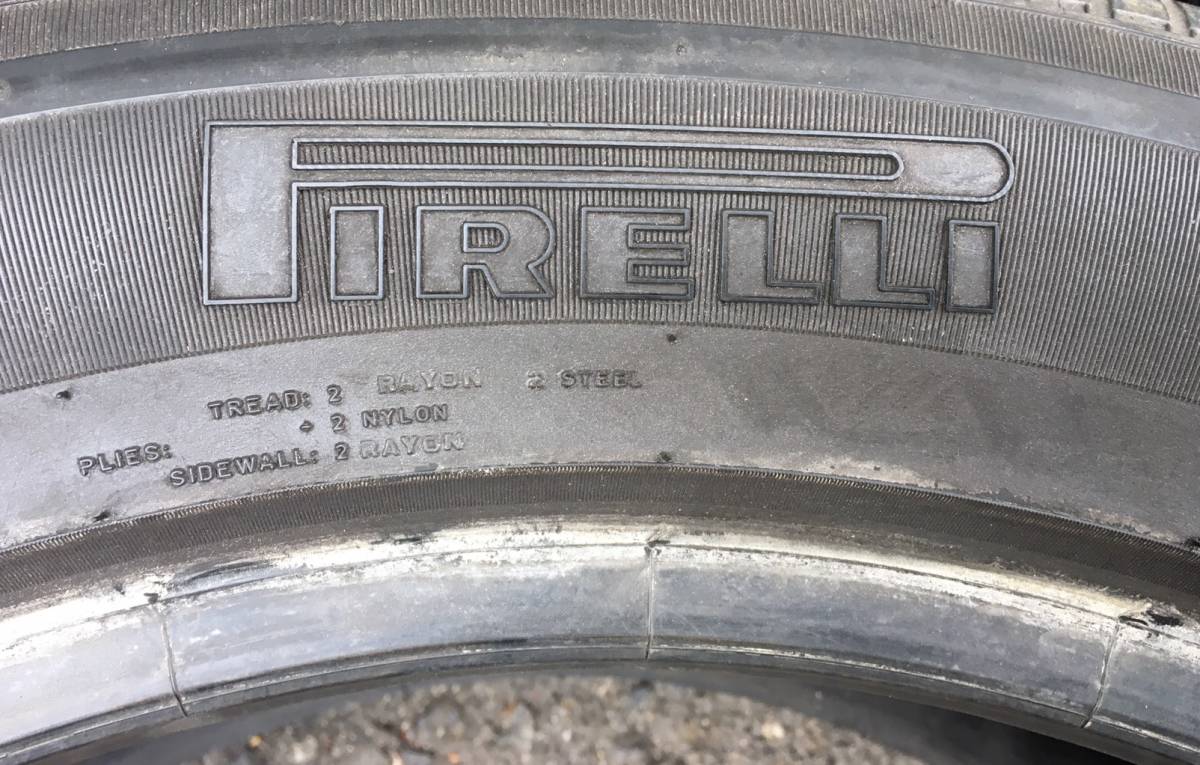 PIRELLI
TREAD: 2 RAYON 2 STEEL
+ 2 NYLON
PLIES:
SIDEWALL: 2 RAYON